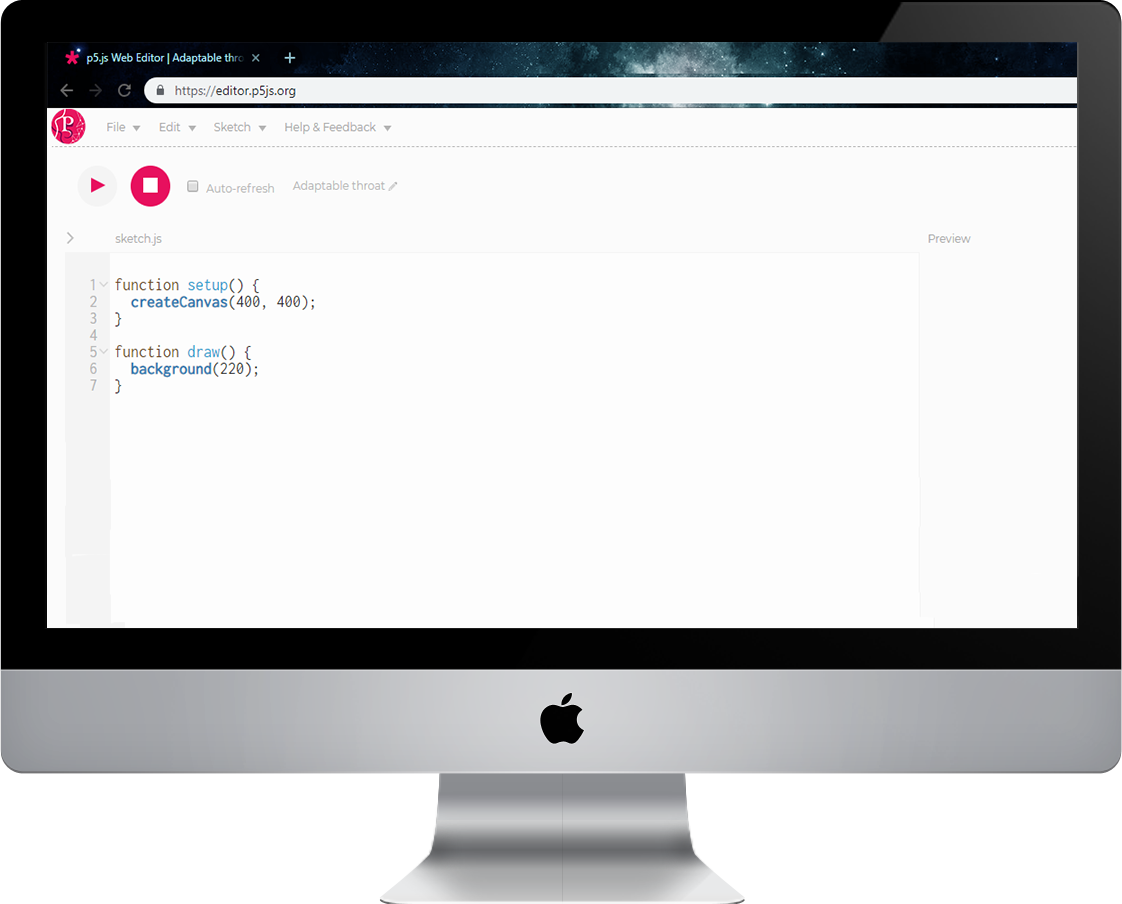 p5.js Web Editor | Adaptable thro
https://editor.p5js.org
P5
File Edit Sketch Help & Feedback
Auto-refresh Adaptable throat
sketch.js Preview
1 function setup() {
2 createCanvas(400, 400);
3 }
4
5 function draw() {
6 background(220);
7 }